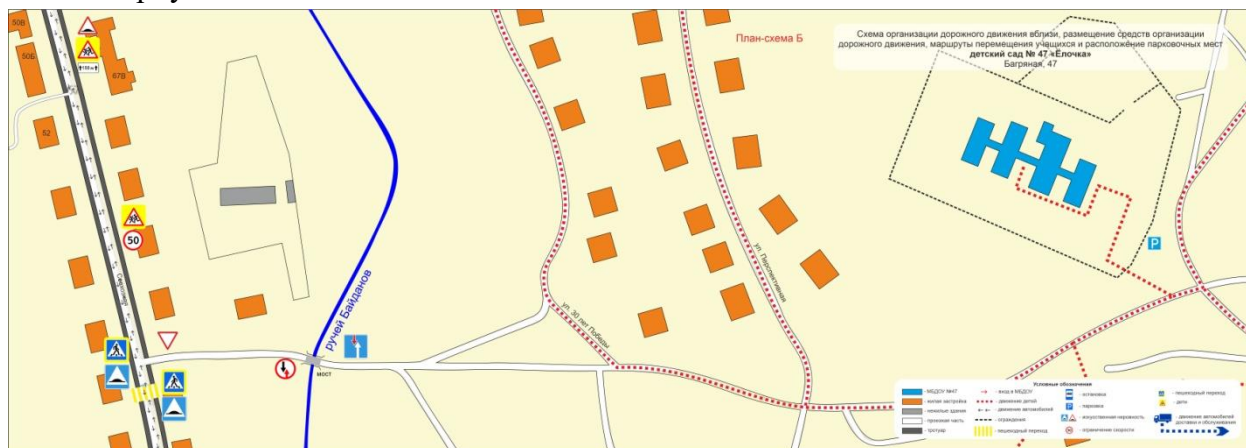 План-схема Б
Схема организации дорожного движения вблизи, размещение средств организации
дорожного движения, маршруты перемещения учащихся и расположение парковочных мест
детский сад № 47 «Ёлочка»
Багряная, 47
50В
50Б
67В
52
50
P
ручей Байданов
мост
ул. 30 лет Победы
ул. Перспективная
Условные обозначения
- МБДОУ №47
- жилая застройка
- нежилые здания
- проезжая часть
- тротуар
- вход в МБДОУ
- движение детей
- движение автомобилей
- ограждения
- пешеходный переход
- остановка
- парковка
- искусственная неровность
- ограничение скорости
- пешеходный переход
- дети
- движение автомобилей
доставки и обслуживания